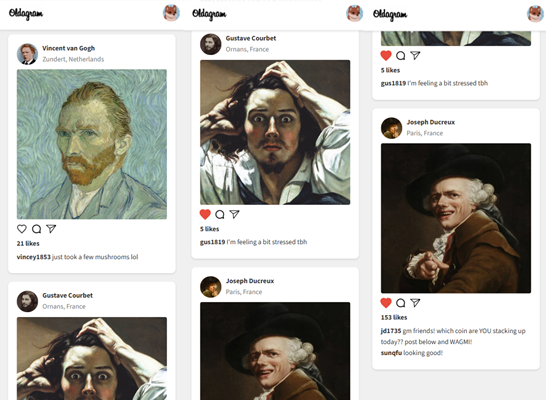 Oldagram
Vincent van Gogh
Zundert, Netherlands
21 likes
vincey1853 just took a few mushrooms lol
Gustave Courbet
Ornans, France
Oldagram
Gustave Courbet
Ornans, France
5 likes
gus1819 I'm feeling a bit stressed tbh
Joseph Ducreux
Paris, France
Oldagram
5 likes
gus1819 I'm feeling a bit stressed tbh
Joseph Ducreux
Paris, France
153 likes
jd1735 gm friends! which coin are YOU stacking up
today?? post below and WAGMI!
sunqfu looking good!